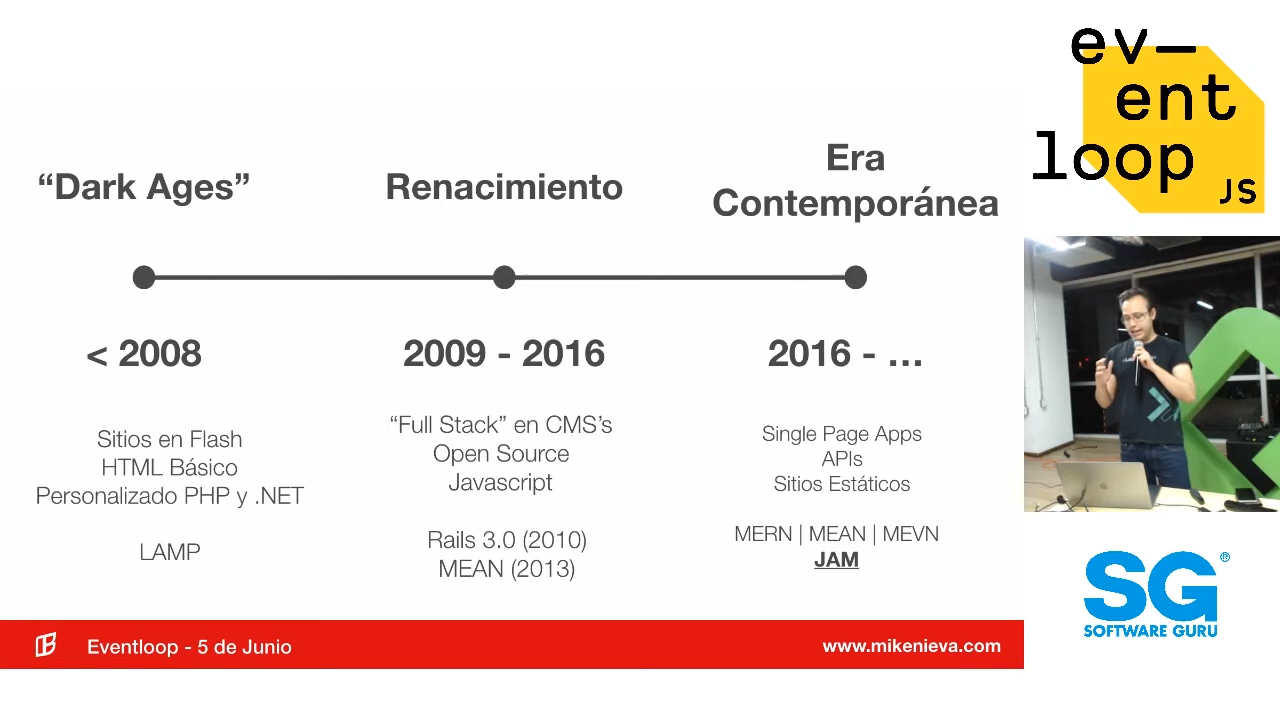 “Dark Ages”
Renacimiento
Era
Contemporánea
< 2008
2009 - 2016
2016 - ...
Sitios en Flash
HTML Básico
Personalizado PHP y .NET
LAMP
“Full Stack” en CMS’s
Open Source
Javascript
Rails 3.0 (2010)
MEAN (2013)
Single Page Apps
APIs
Sitios Estáticos
MERN | MEAN | MEVN
JAM
Eventloop - 5 de Junio
www.mikenieva.com
ev—
ent
loop
JS
SG®
SOFTWARE GURU